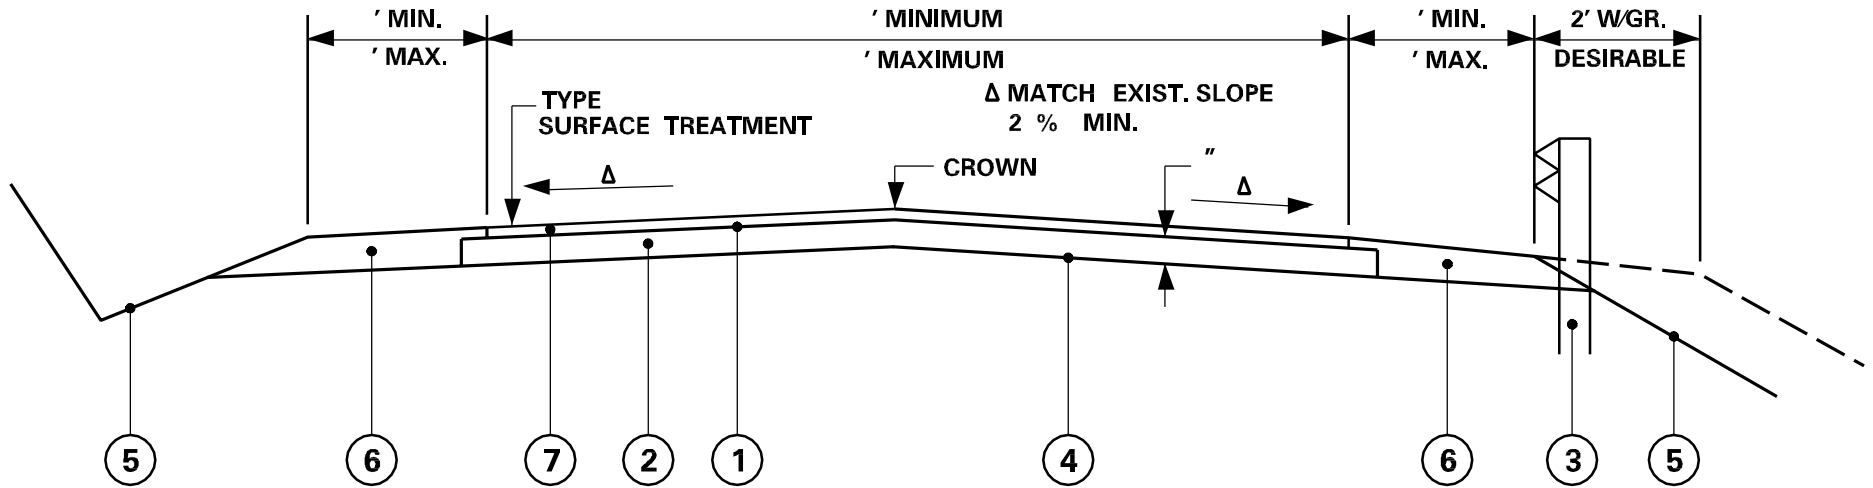 ' MIN.
' MAX.
' MINIMUM
' MAXIMUM
' MIN.
' MAX.
2' W/GR.
DESIRABLE
TYPE
SURFACE TREATMENT
Δ MATCH EXIST. SLOPE
2 % MIN.
CROWN
"
Δ
Δ
5
6
7
2
1
4
6
3
5